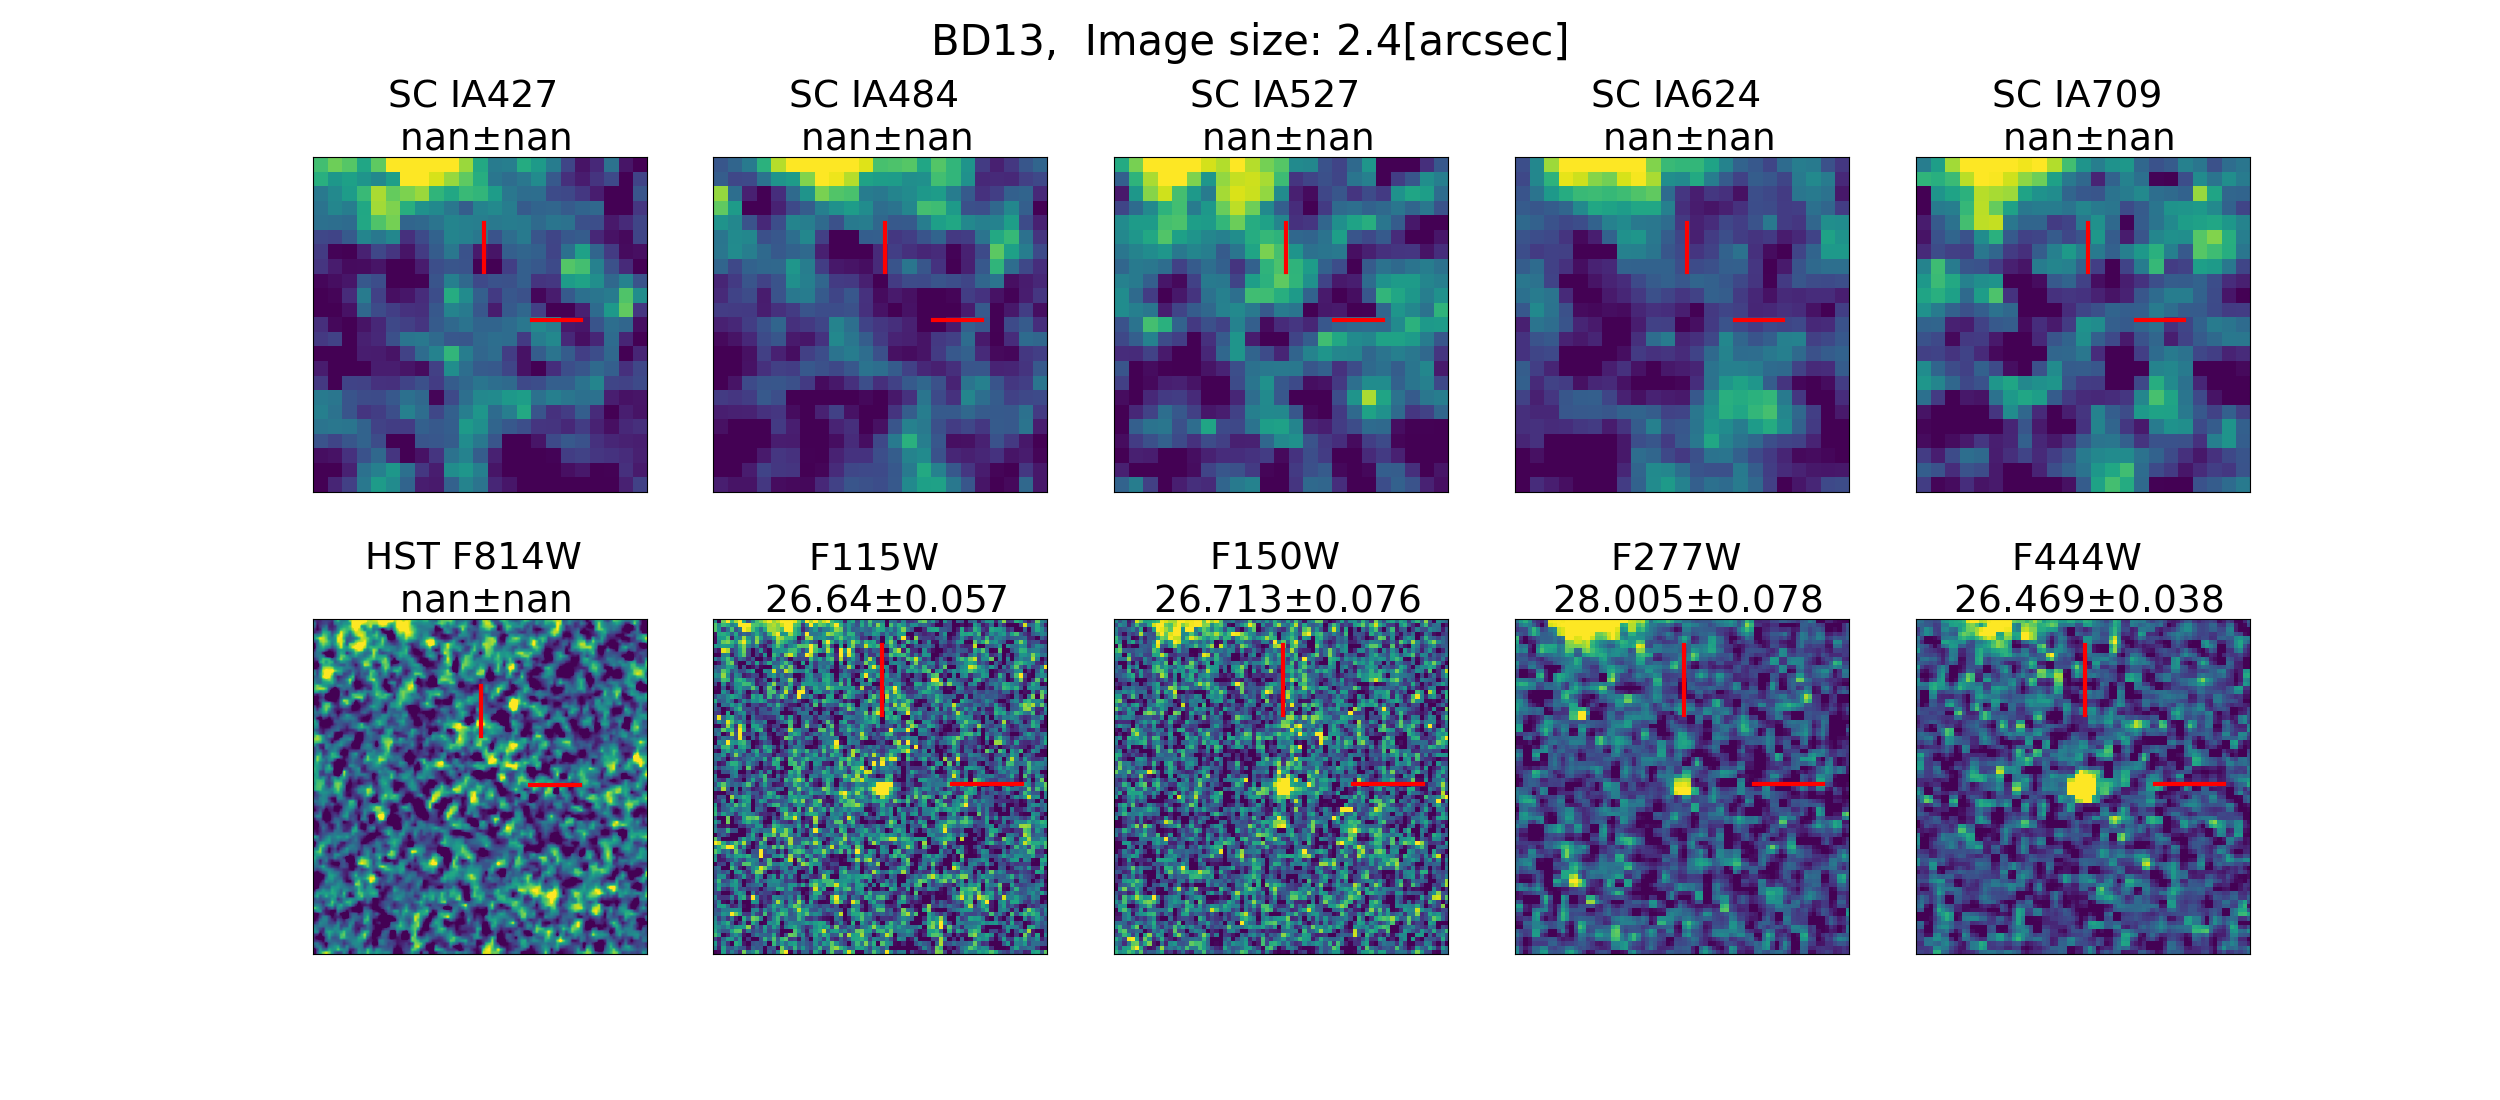 BD13,  Image size: 2.4[arcsec]
SC IA427
nan±nan
SC IA484
nan±nan
SC IA527
nan±nan
SC IA624
nan±nan
SC IA709
nan±nan
HST F814W
nan±nan
F115W
26.64±0.057
F150W
26.713±0.076
F277W
28.005±0.078
F444W
26.469±0.038